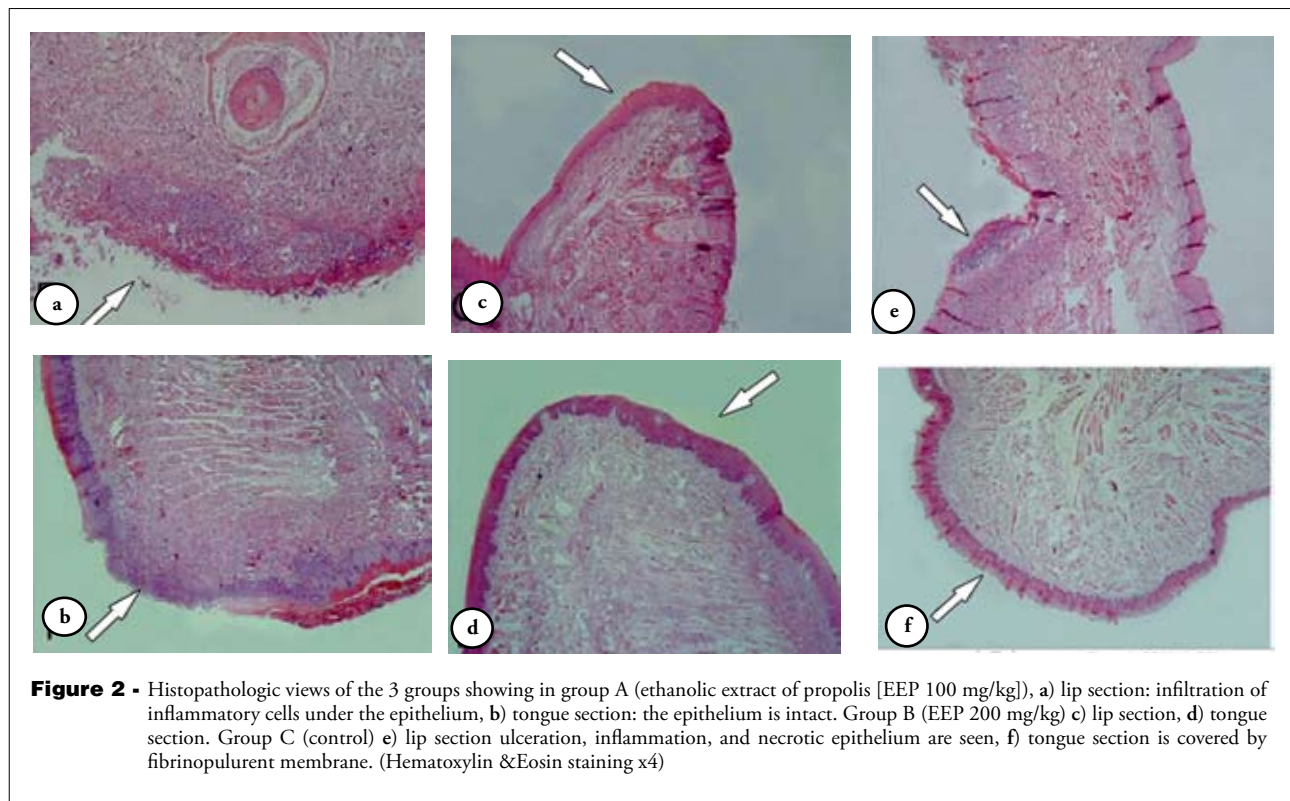 a
c
e
b
d
f
Figure 2 - Histopathologic views of the 3 groups showing in group A (ethanolic extract of propolis [EEP 100 mg/kg]), a) lip section: infiltration of
inflammatory cells under the epithelium, b) tongue section: the epithelium is intact. Group B (EEP 200 mg/kg) c) lip section, d) tongue
section. Group C (control) e) lip section ulceration, inflammation, and necrotic epithelium are seen, f) tongue section is covered by
fibrinopulurent membrane. (Hematoxylin &Eosin staining x4)